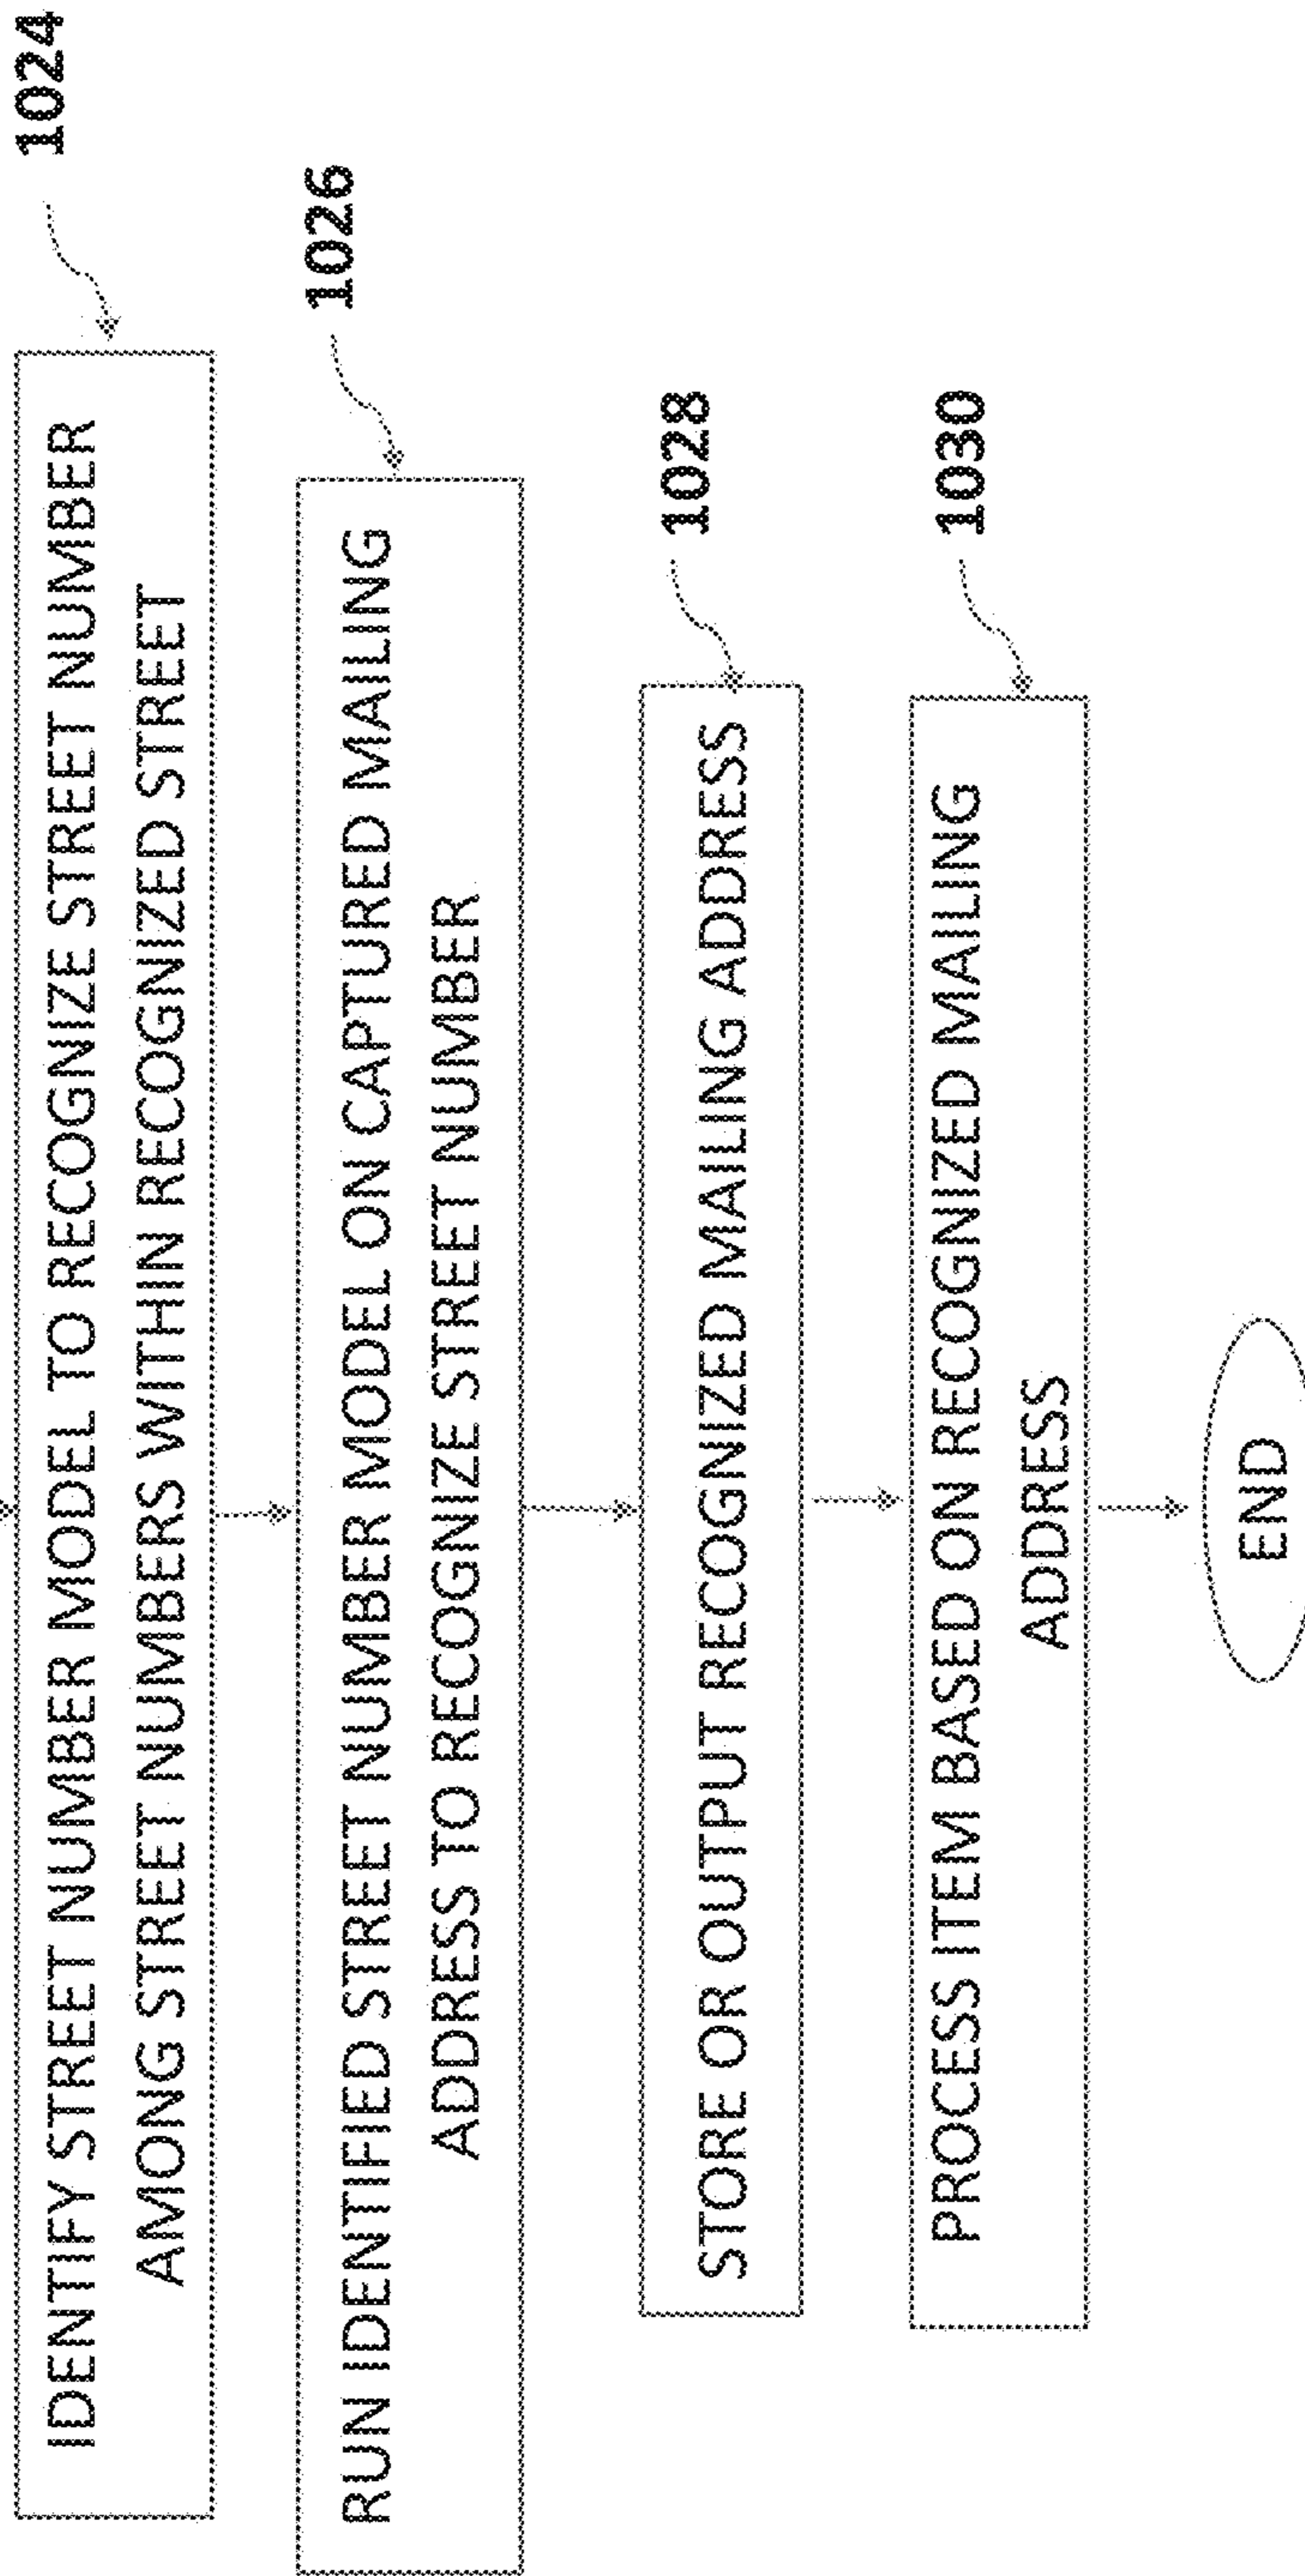 IDENTIFY STREET NUMBER MODEL TO RECOGNIZE STREET NUMBER
AMONG STREET NUMBERS WITHIN RECOGNIZED STREET
1024
RUN IDENTIFIED STREET NUMBER MODEL ON CAPTURED MAILING
ADDRESS TO RECOGNIZE STREET NUMBER
1026
STORE OR OUTPUT RECOGNIZED MAILING ADDRESS
1028
PROCESS ITEM BASED ON RECOGNIZED MAILING
ADDRESS
1030
END